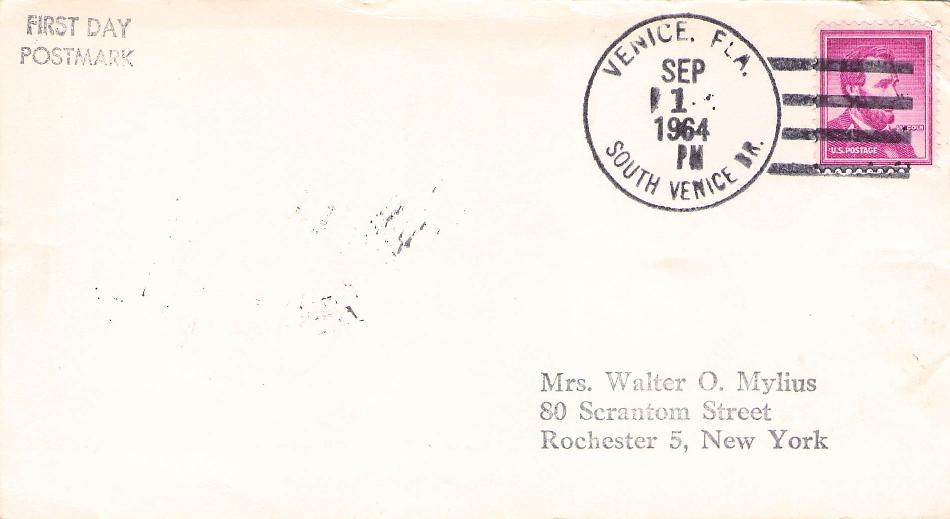 FIRST DAY
POSTMARK
VENICE, FLA.
SEP
1
1964
PM
SOUTH VENICE BR.
U.S. POSTAGE
Mrs. Walter O. Mylius
80 Scrantom Street
Rochester 5, New York